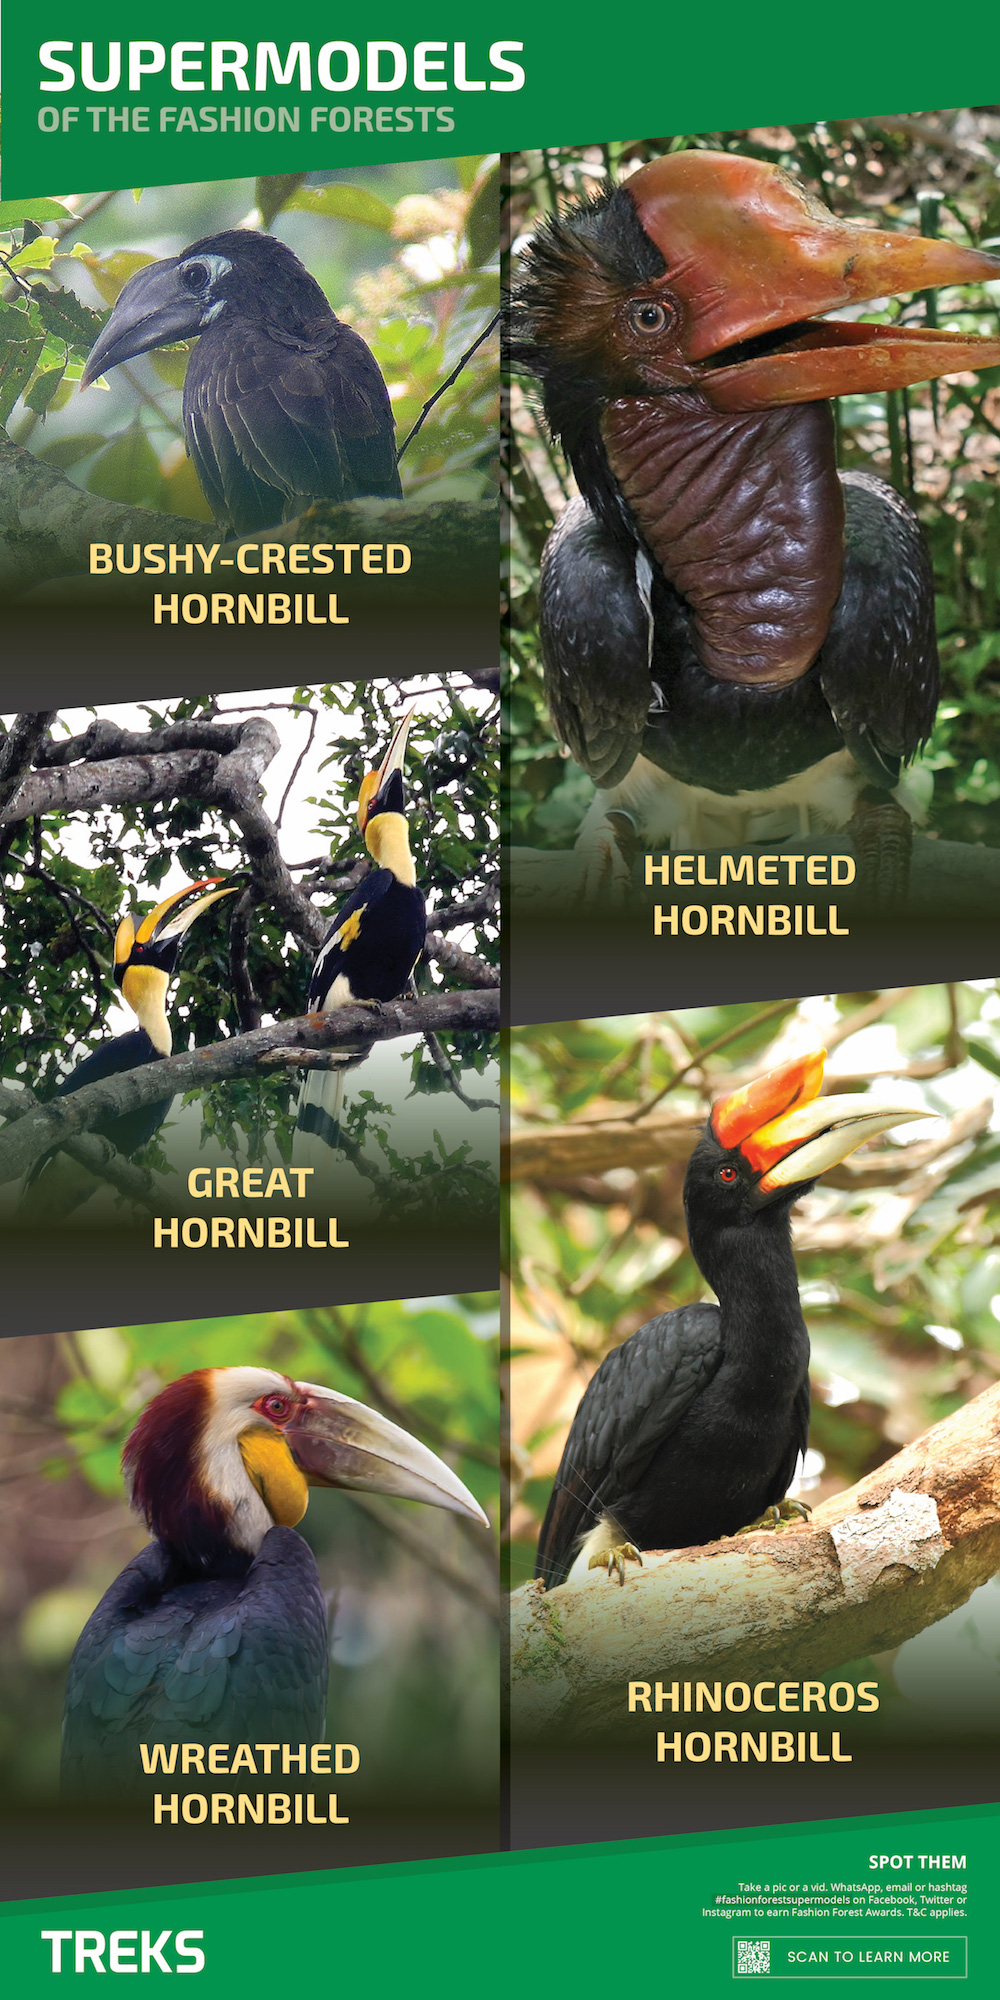 SUPERMODELS
OF THE FASHION FORESTS
BUSHY-CRESTED
HORNBILL
HELMETED
HORNBILL
GREAT
HORNBILL
RHINOCEROS
HORNBILL
WREATHED
HORNBILL
SPOT THEM
Take a pic or a vid. WhatsApp, email or hashtag
#fashionforestsupermodels on Facebook, Twitter or
Instagram to earn Fashion Forest Awards. T&C applies.
TREKS
SCAN TO LEARN MORE